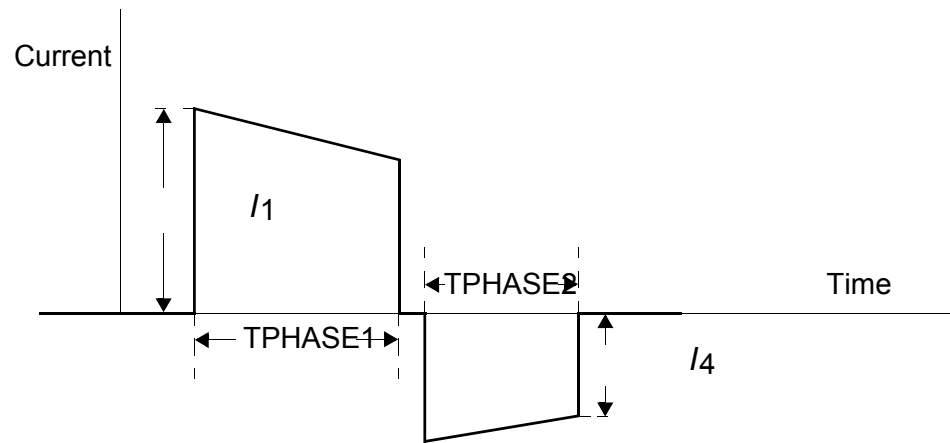 Current
I1
TPHASE2
Time
TPHASE1
I4